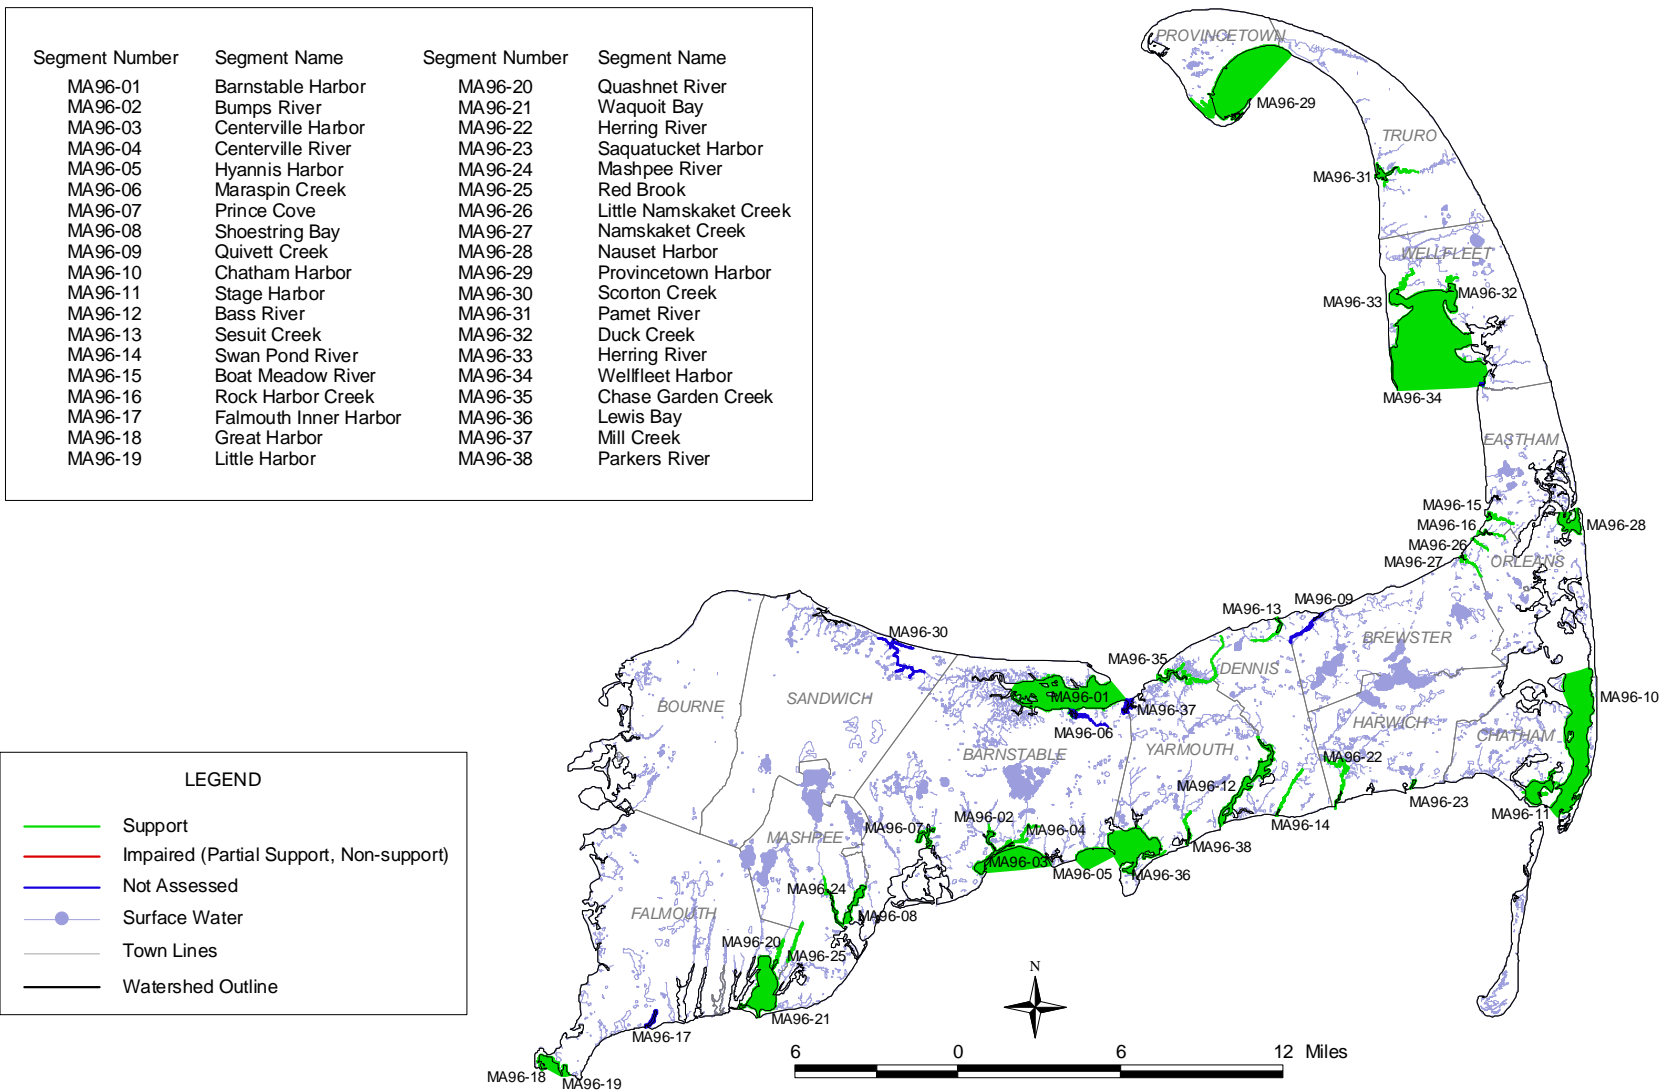 Segment Number Segment Name Segment Number Segment Name
MA96-01 Barnstable Harbor MA96-20 Quashnet River
MA96-02 Bumps River MA96-21 Waquoit Bay
MA96-03 Centerville Harbor MA96-22 Herring River
MA96-04 Centerville River MA96-23 Saquatucket Harbor
MA96-05 Hyannis Harbor MA96-24 Mashpee River
MA96-06 Maraspin Creek MA96-25 Red Brook
MA96-07 Prince Cove MA96-26 Little Namskaket Creek
MA96-08 Shoestring Bay MA96-27 Namskaket Creek
MA96-09 Quivett Creek MA96-28 Nauset Harbor
MA96-10 Chatham Harbor MA96-29 Provincetown Harbor
MA96-11 Stage Harbor MA96-30 Scorton Creek
MA96-12 Bass River MA96-31 Pamet River
MA96-13 Sesuit Creek MA96-32 Duck Creek
MA96-14 Swan Pond River MA96-33 Herring River
MA96-15 Boat Meadow River MA96-34 Wellfleet Harbor
MA96-16 Rock Harbor Creek MA96-35 Chase Garden Creek
MA96-17 Falmouth Inner Harbor MA96-36 Lewis Bay
MA96-18 Great Harbor MA96-37 Mill Creek
MA96-19 Little Harbor MA96-38 Parkers River
PROVINCETOWN
MA96-29
TRURO
MA96-31
WELLFLEET
MA96-33
MA96-32
MA96-34
EASTHAM
MA96-15
MA96-16
MA96-28
MA96-26
MA96-27
ORLEANS
MA96-09
MA96-13
MA96-30
BREWSTER
MA96-35
DENNIS
SANDWICH
MA96-01
MA96-10
BOURNE
MA96-37
MA96-06
HARWICH
CHATHAM
BARNSTABLE
YARMOUTH
MA96-22
MA96-12
MA96-23
MA96-11
MA96-02
MA96-14
MA96-07
MA96-04
MASHPEE
MA96-38
MA96-03
MA96-05
MA96-36
MA96-24
FALMOUTH
MA96-08
MA96-20
MA96-25
MA96-21
MA96-17
MA96-18
MA96-19
LEGEND
Support
Impaired (Partial Support, Non-support)
Not Assessed
Surface Water
Town Lines
Watershed Outline
N
6 0 6 12 Miles